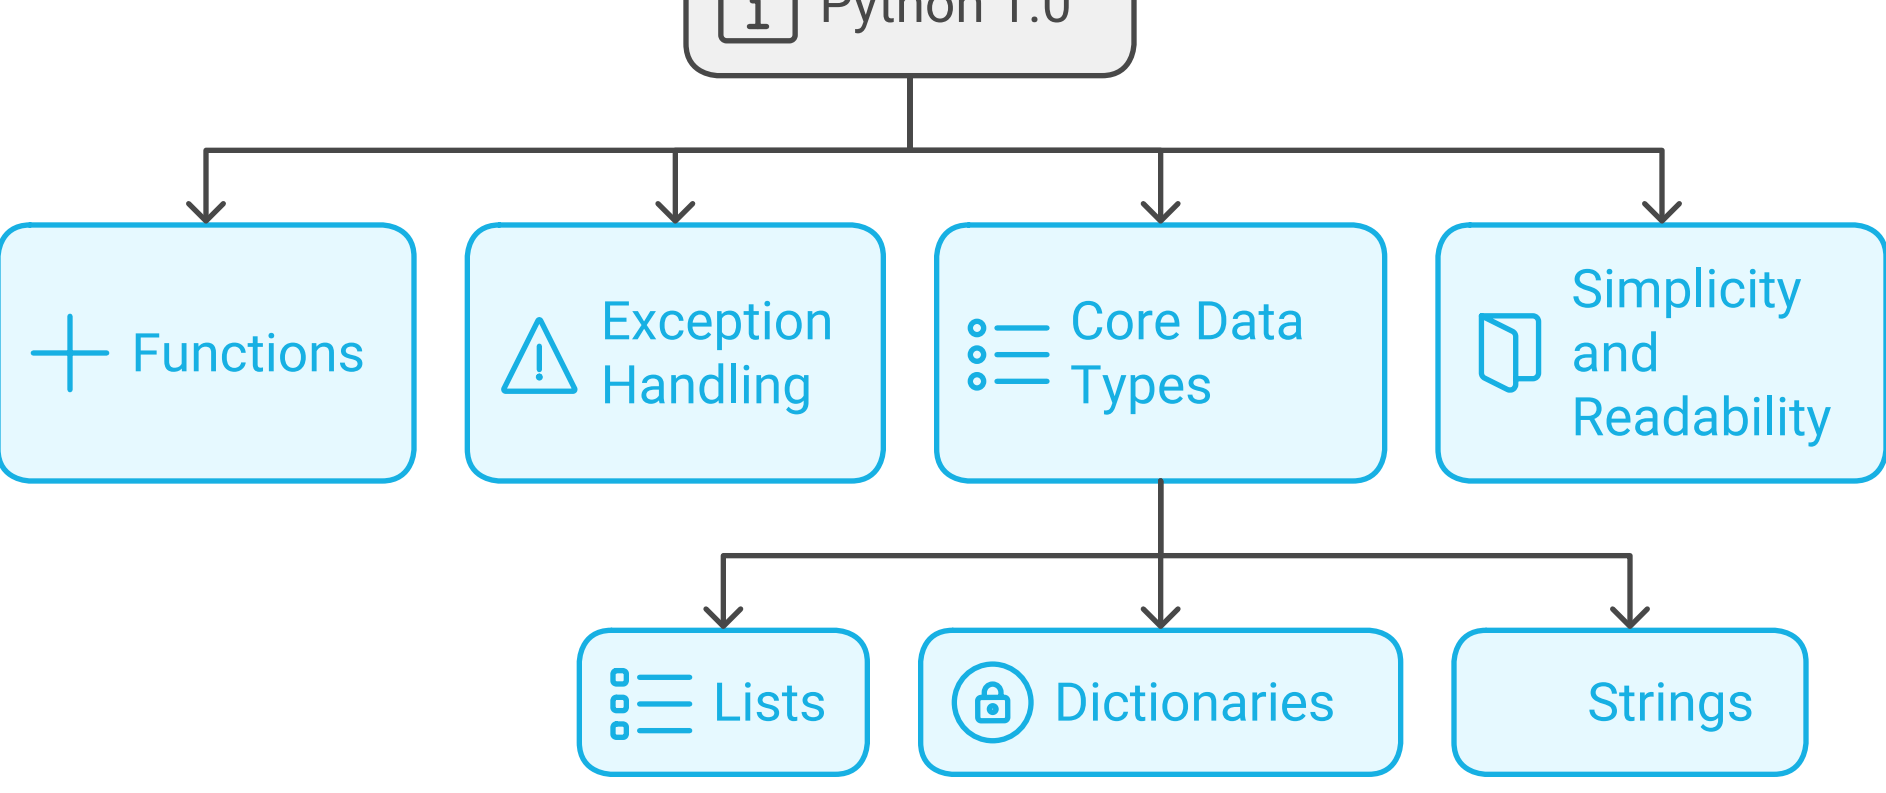 Python 1.0
Functions
Exception
Handling
Core Data
Types
Simplicity
and
Readability
Lists
Dictionaries
Strings